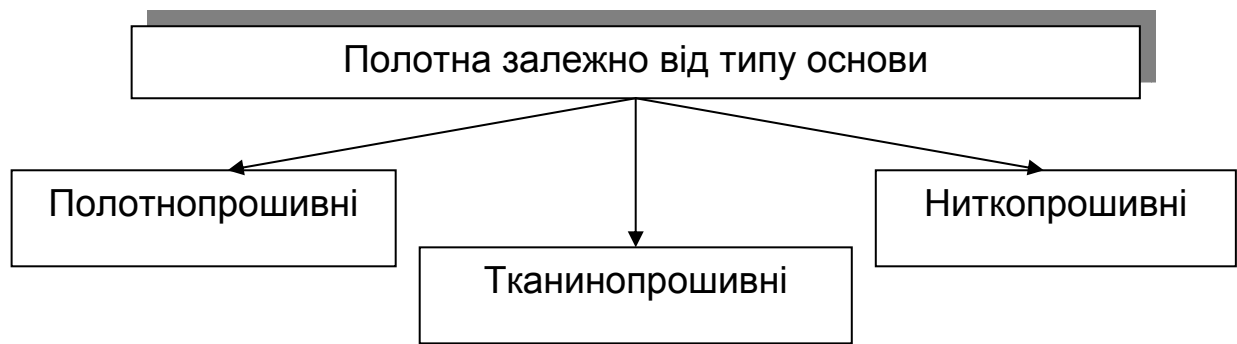 Полотна залежно від типу основи
Полотнопрошивні
Ниткопрошивні
Тканинопрошивні